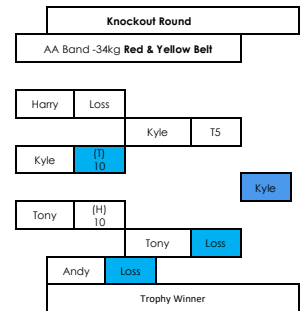 Knockout Round
AA Band -34kg Red & Yellow Belt
Harry Loss
Kyle T5
Kyle (T) 10
Kyle
Tony (H) 10
Tony Loss
Andy Loss
Trophy Winner